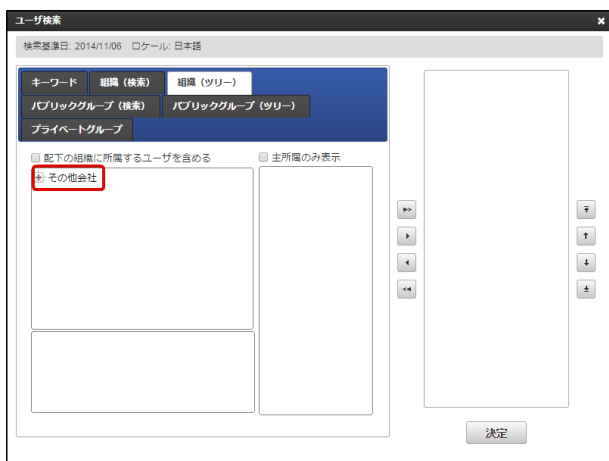 ユーザ検索
検索基準日: 2014/11/06 ロケール: 日本語
キーワード 組織（検索） 組織（ツリー）
パブリックグループ（検索） パブリックグループ（ツリー）
プライベートグループ
配下の組織に所属するユーザを含める 主所属のみ表示
その他会社
決定